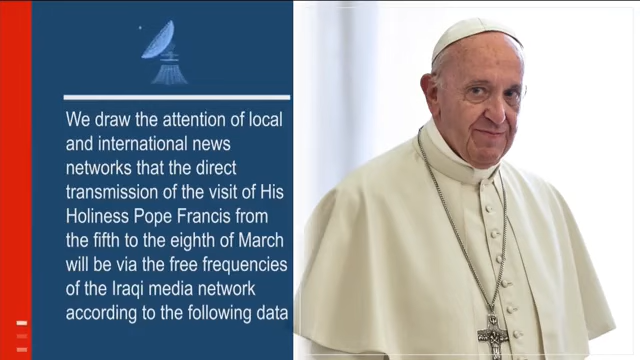 We draw the attention of local
and international news
networks that the direct
transmission of the visit of His
Holiness Pope Francis from
the fifth to the eighth of March
will be via the free frequencies
of the Iraqi media network
according to the following data